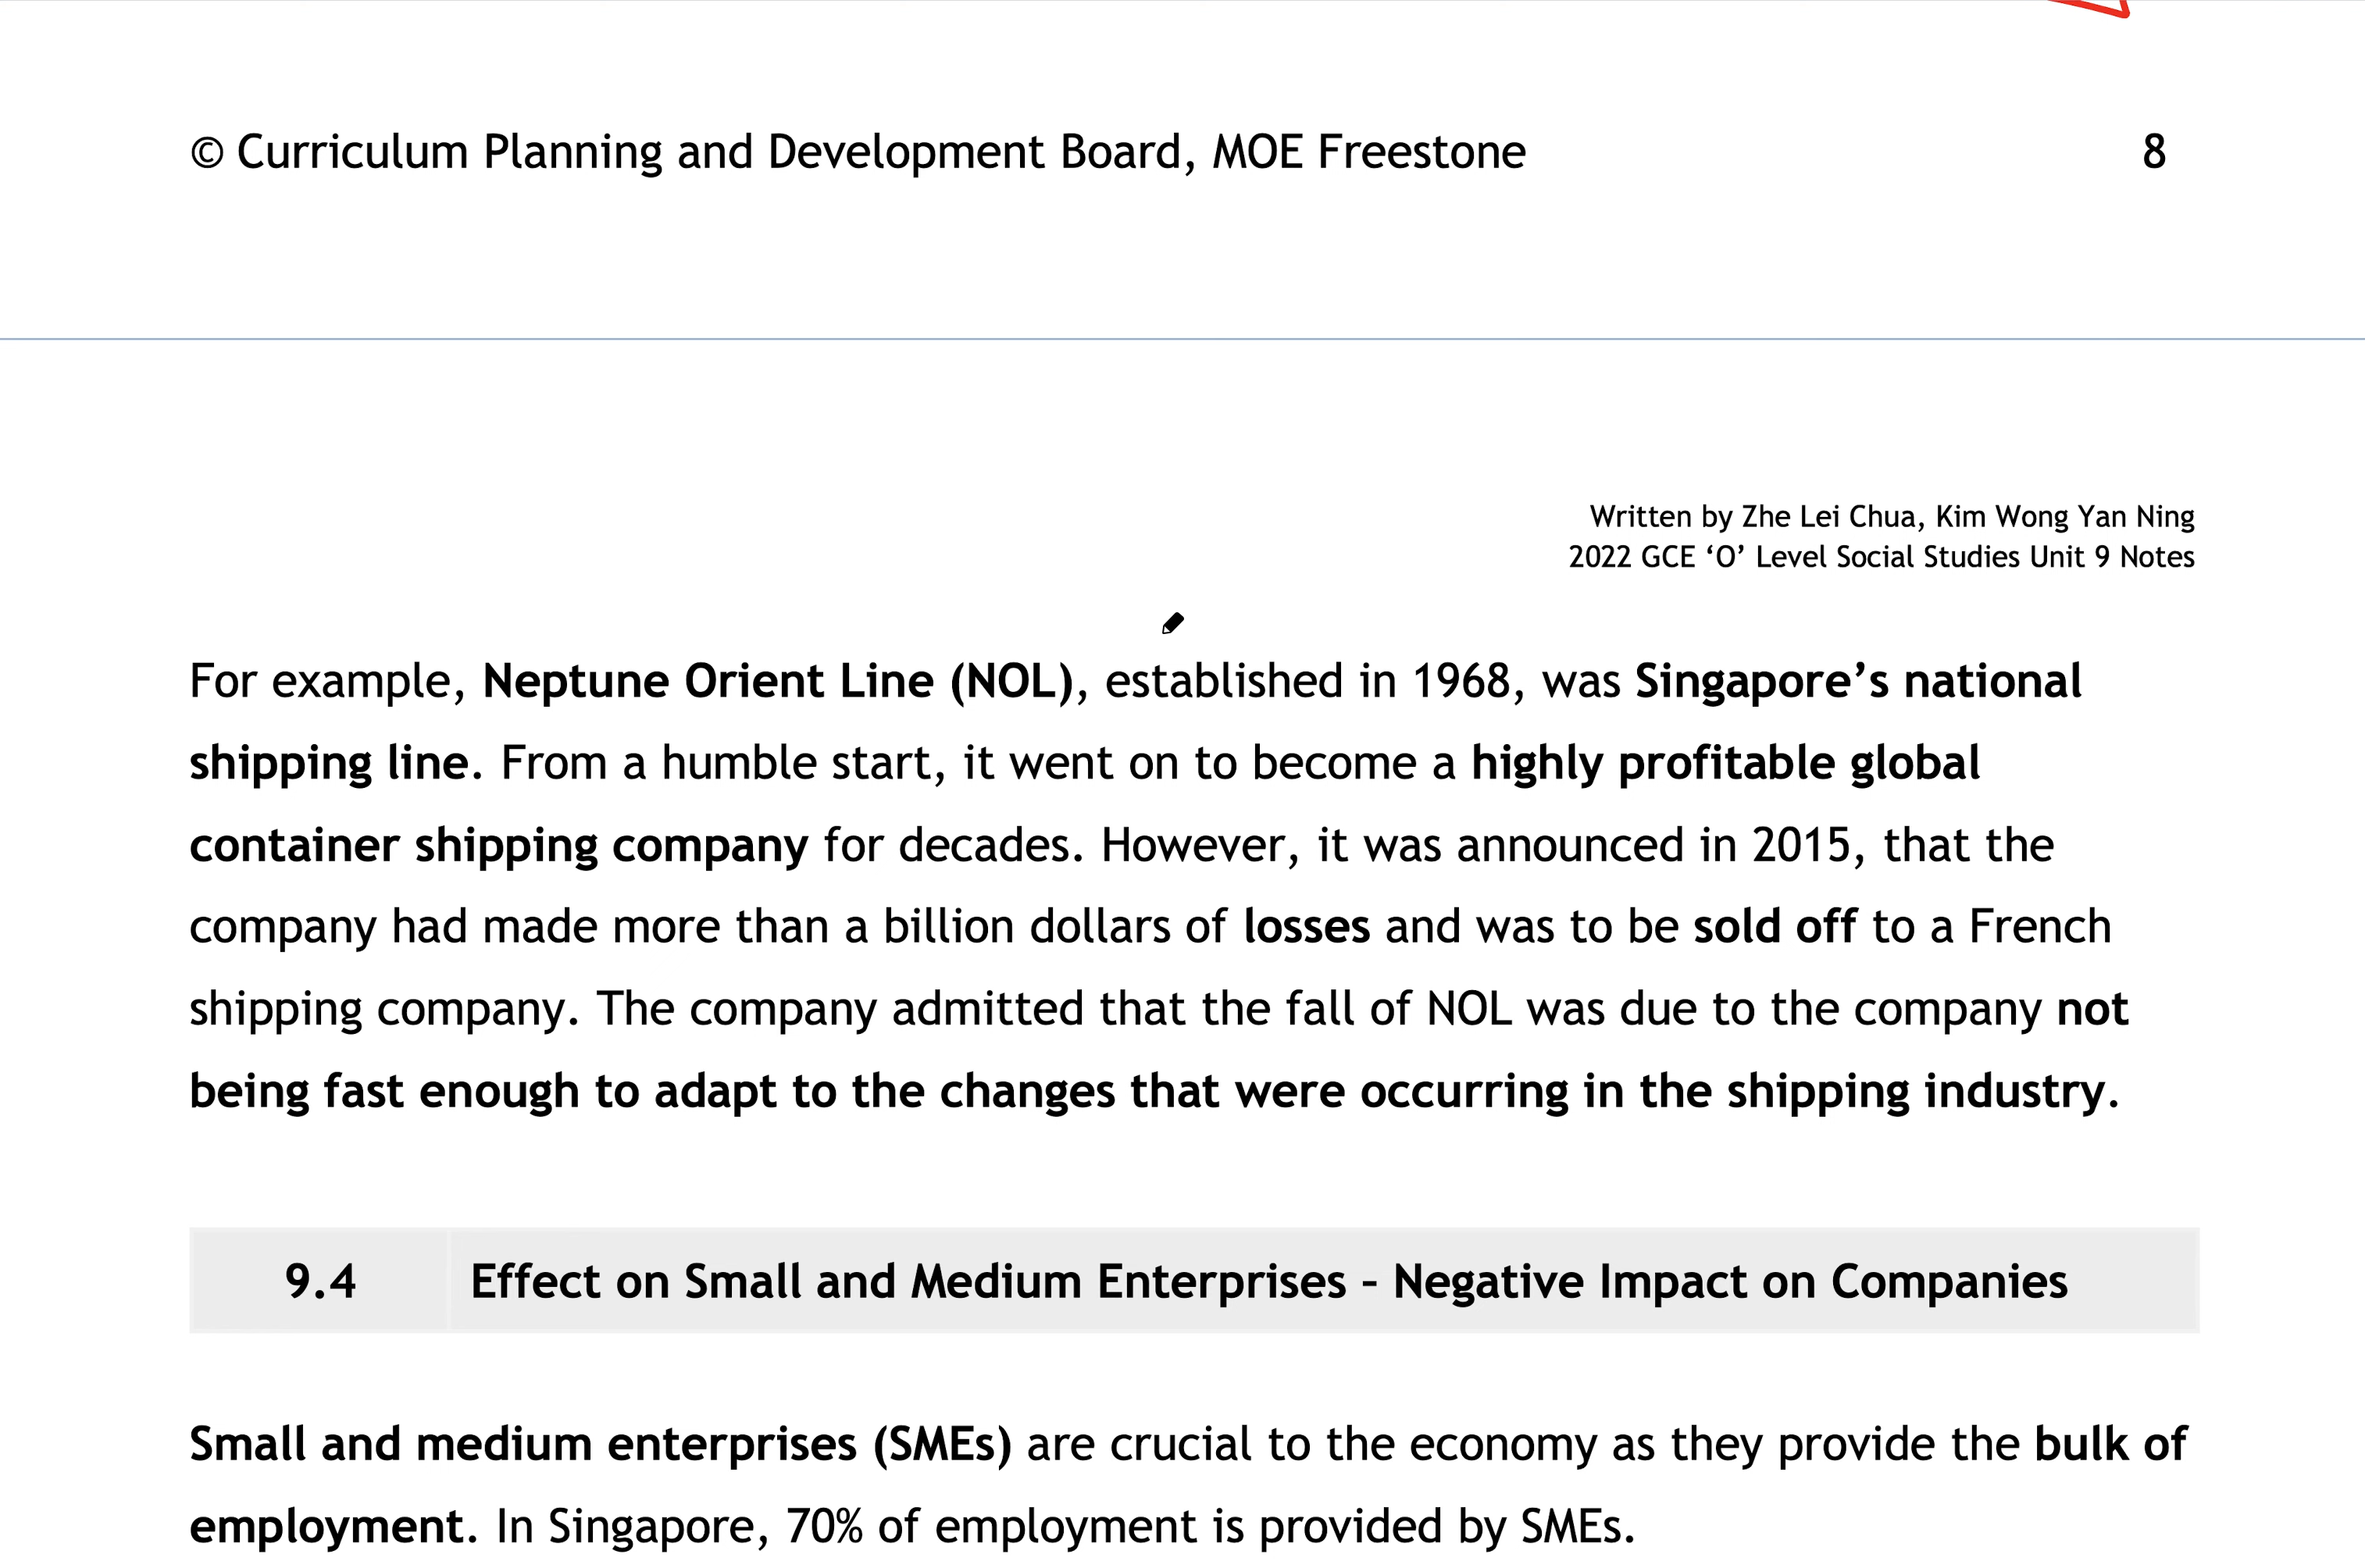 © Curriculum Planning and Development Board, MOE Freestone 8
Written by Zhe Lei Chua, Kim Wong Yan Ning
2022 GCE ‘O’ Level Social Studies Unit 9 Notes
For example, Neptune Orient Line (NOL), established in 1968, was Singapore’s national
shipping line. From a humble start, it went on to become a highly profitable global
container shipping company for decades. However, it was announced in 2015, that the
company had made more than a billion dollars of losses and was to be sold off to a French
shipping company. The company admitted that the fall of NOL was due to the company not
being fast enough to adapt to the changes that were occurring in the shipping industry.
9.4 Effect on Small and Medium Enterprises - Negative Impact on Companies
Small and medium enterprises (SMEs) are crucial to the economy as they provide the bulk of
employment. In Singapore, 70% of employment is provided by SMEs.